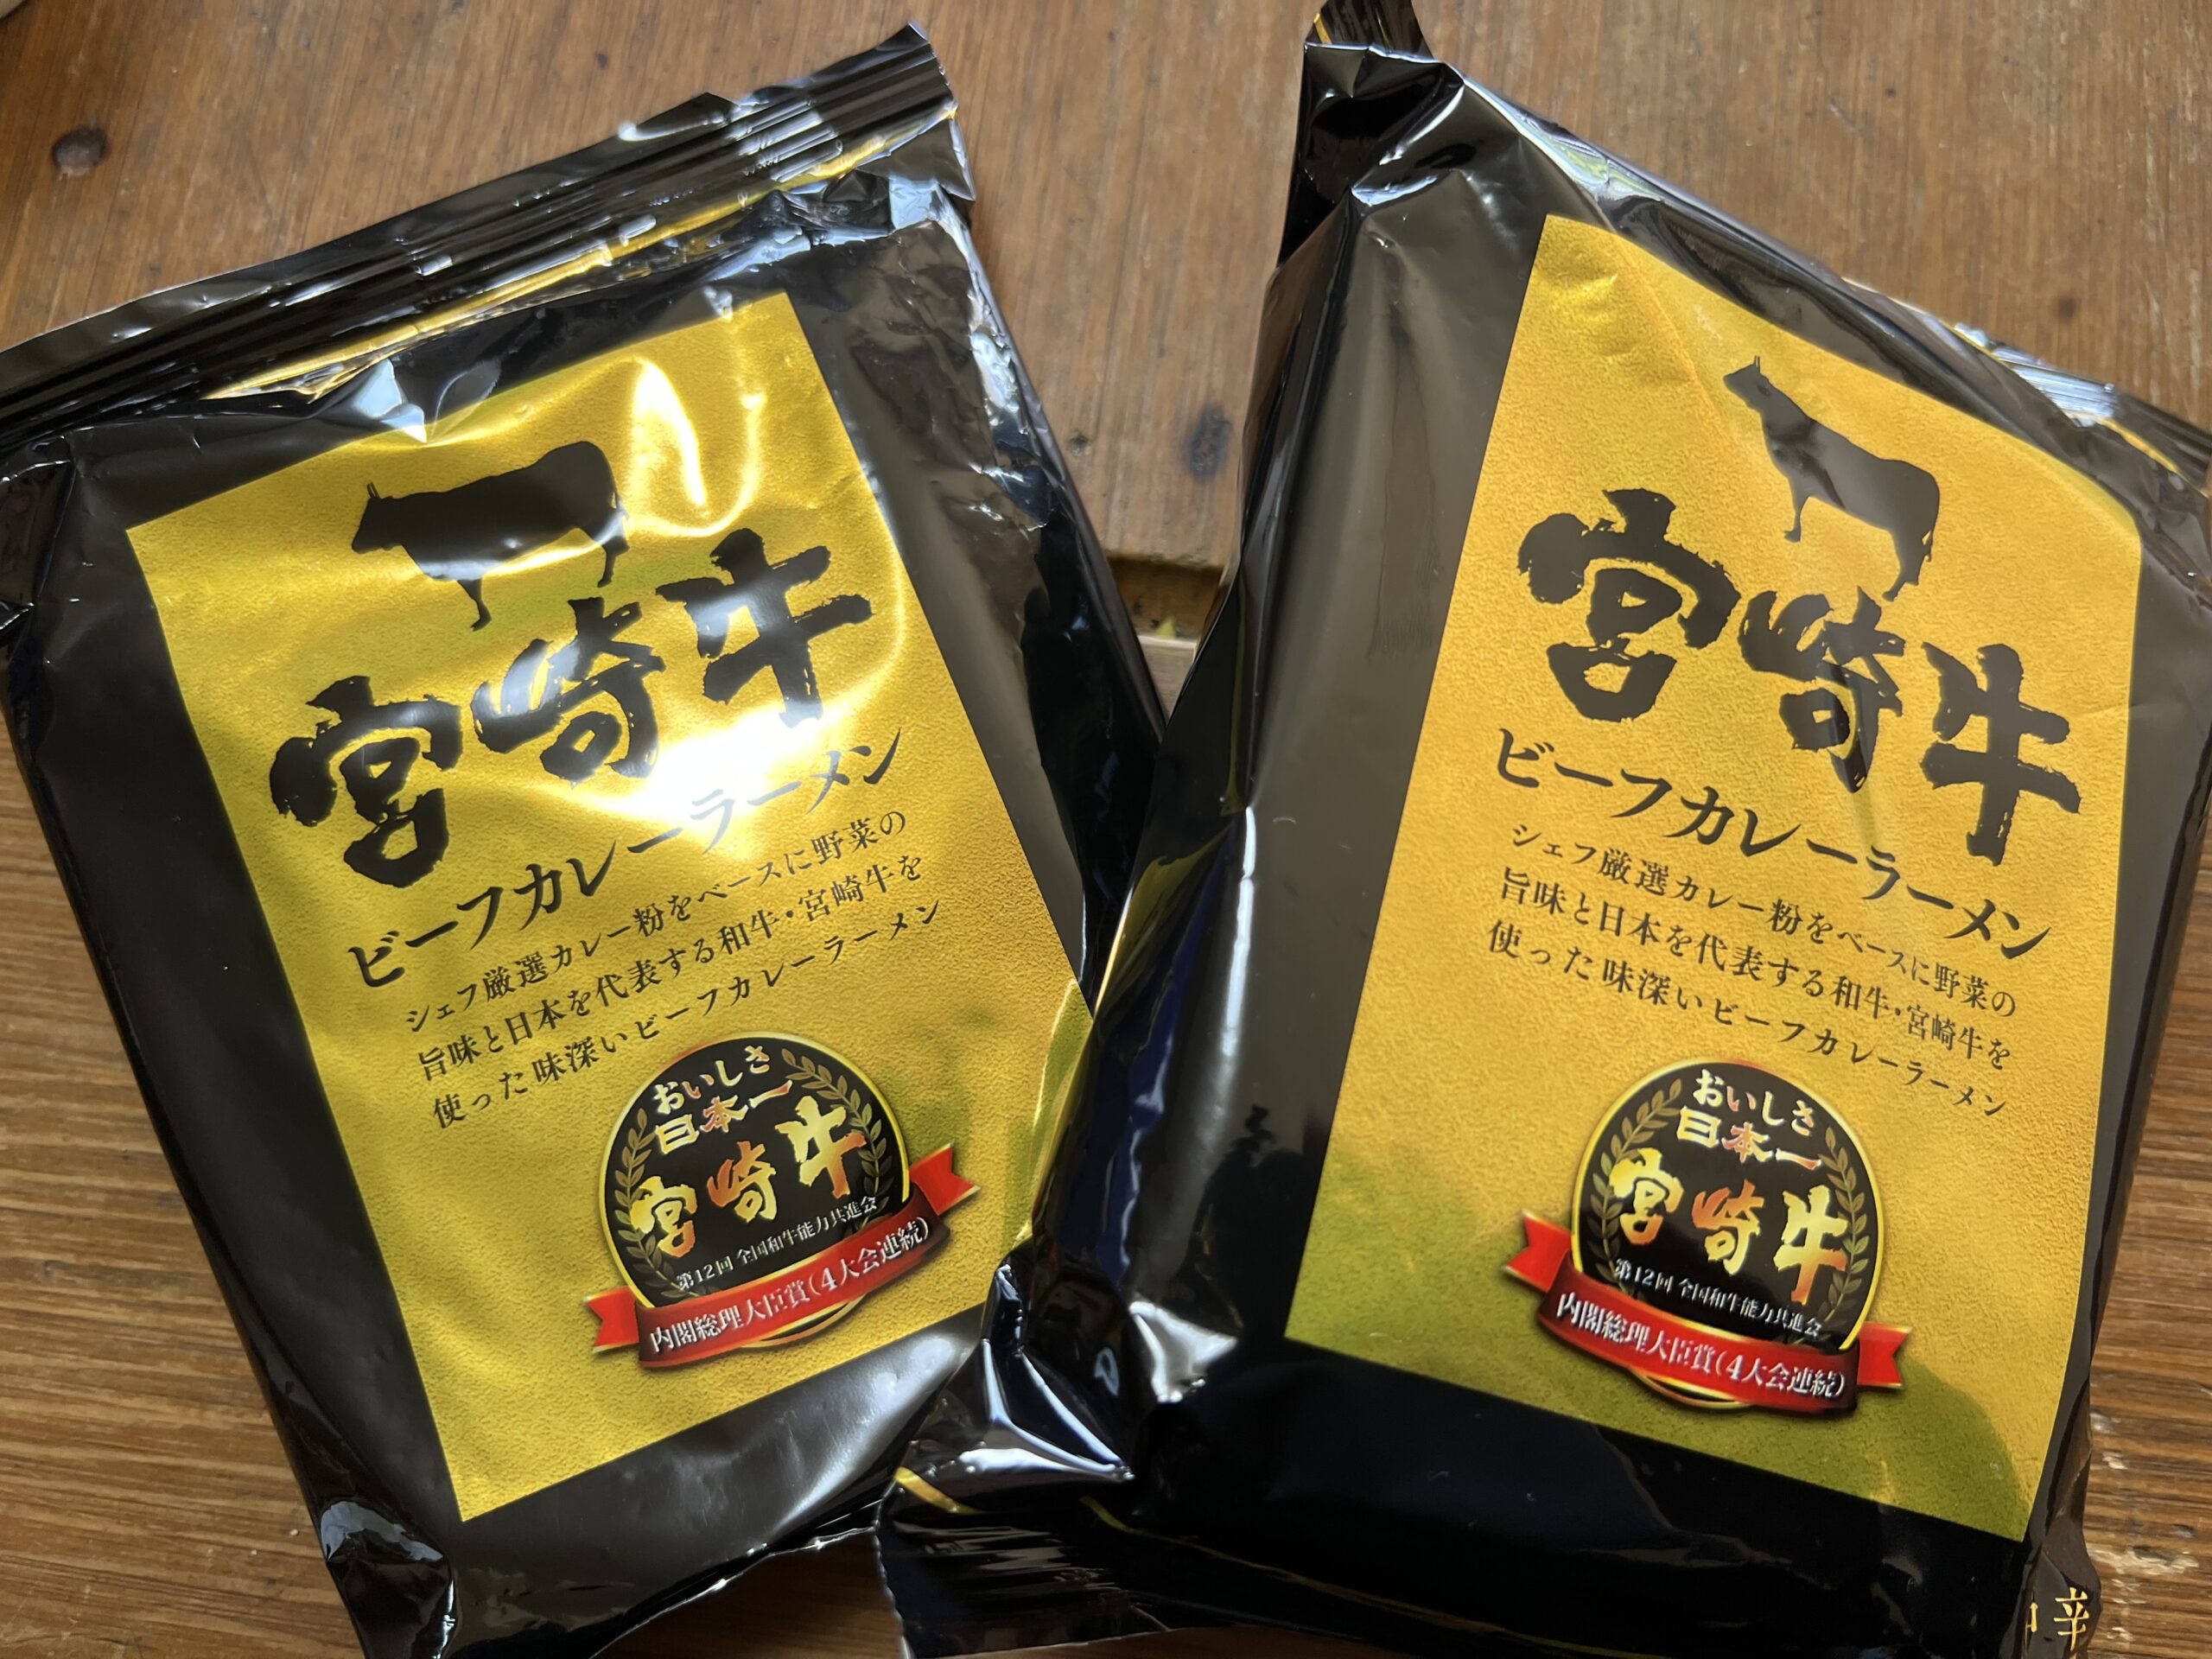 宮崎牛
ビーフカレーラーメン
シェフ厳選カレー粉をベースに野菜の
旨味と日本を代表する和牛・宮崎牛を
使った味深いビーフカレーラーメン
おいしさ
日本一
宮崎牛
第12回 全国和牛能力共進会
内閣総理大臣賞(4大会連続)
宮崎牛
ビーフカレーラーメン
シェフ厳選カレー粉をベースに野菜の
旨味と日本を代表する和牛・宮崎牛を
使った味深いビーフカレーラーメン
おいしさ
日本一
宮崎牛
第12回 全国和牛能力共進会
内閣総理大臣賞(4大会連続)
辛